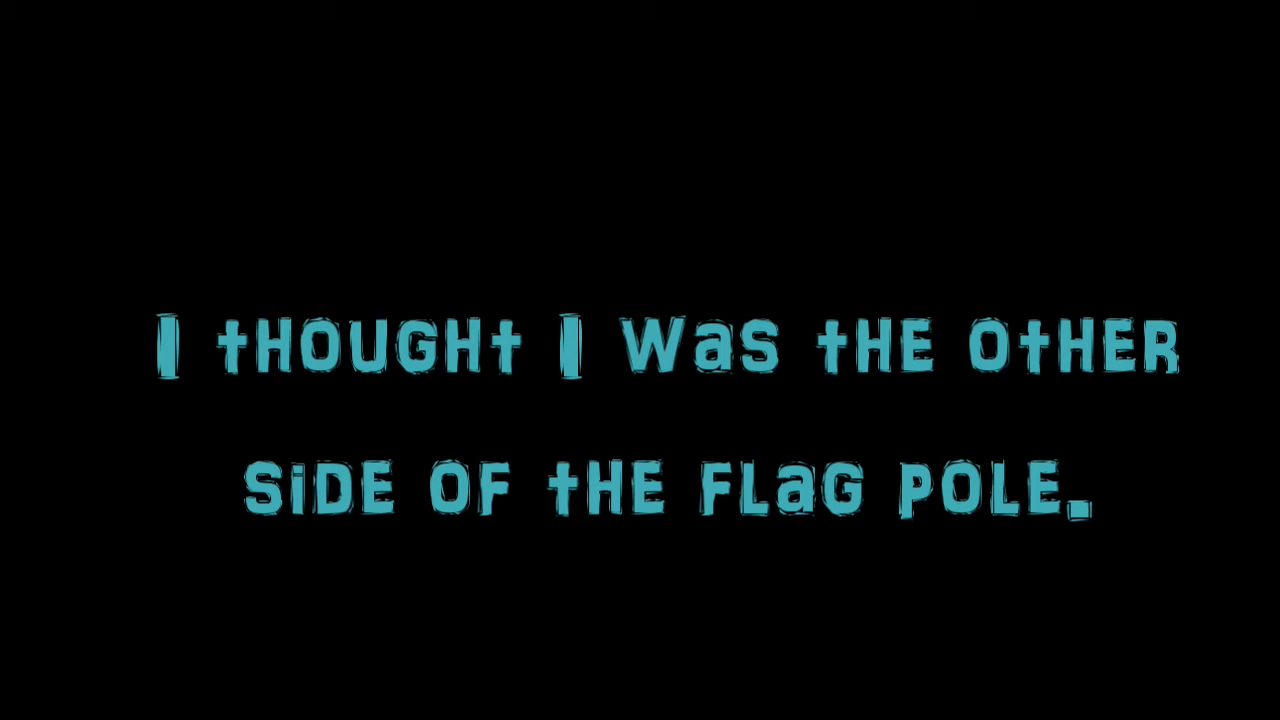 I thought I was the other
side of the flag pole.